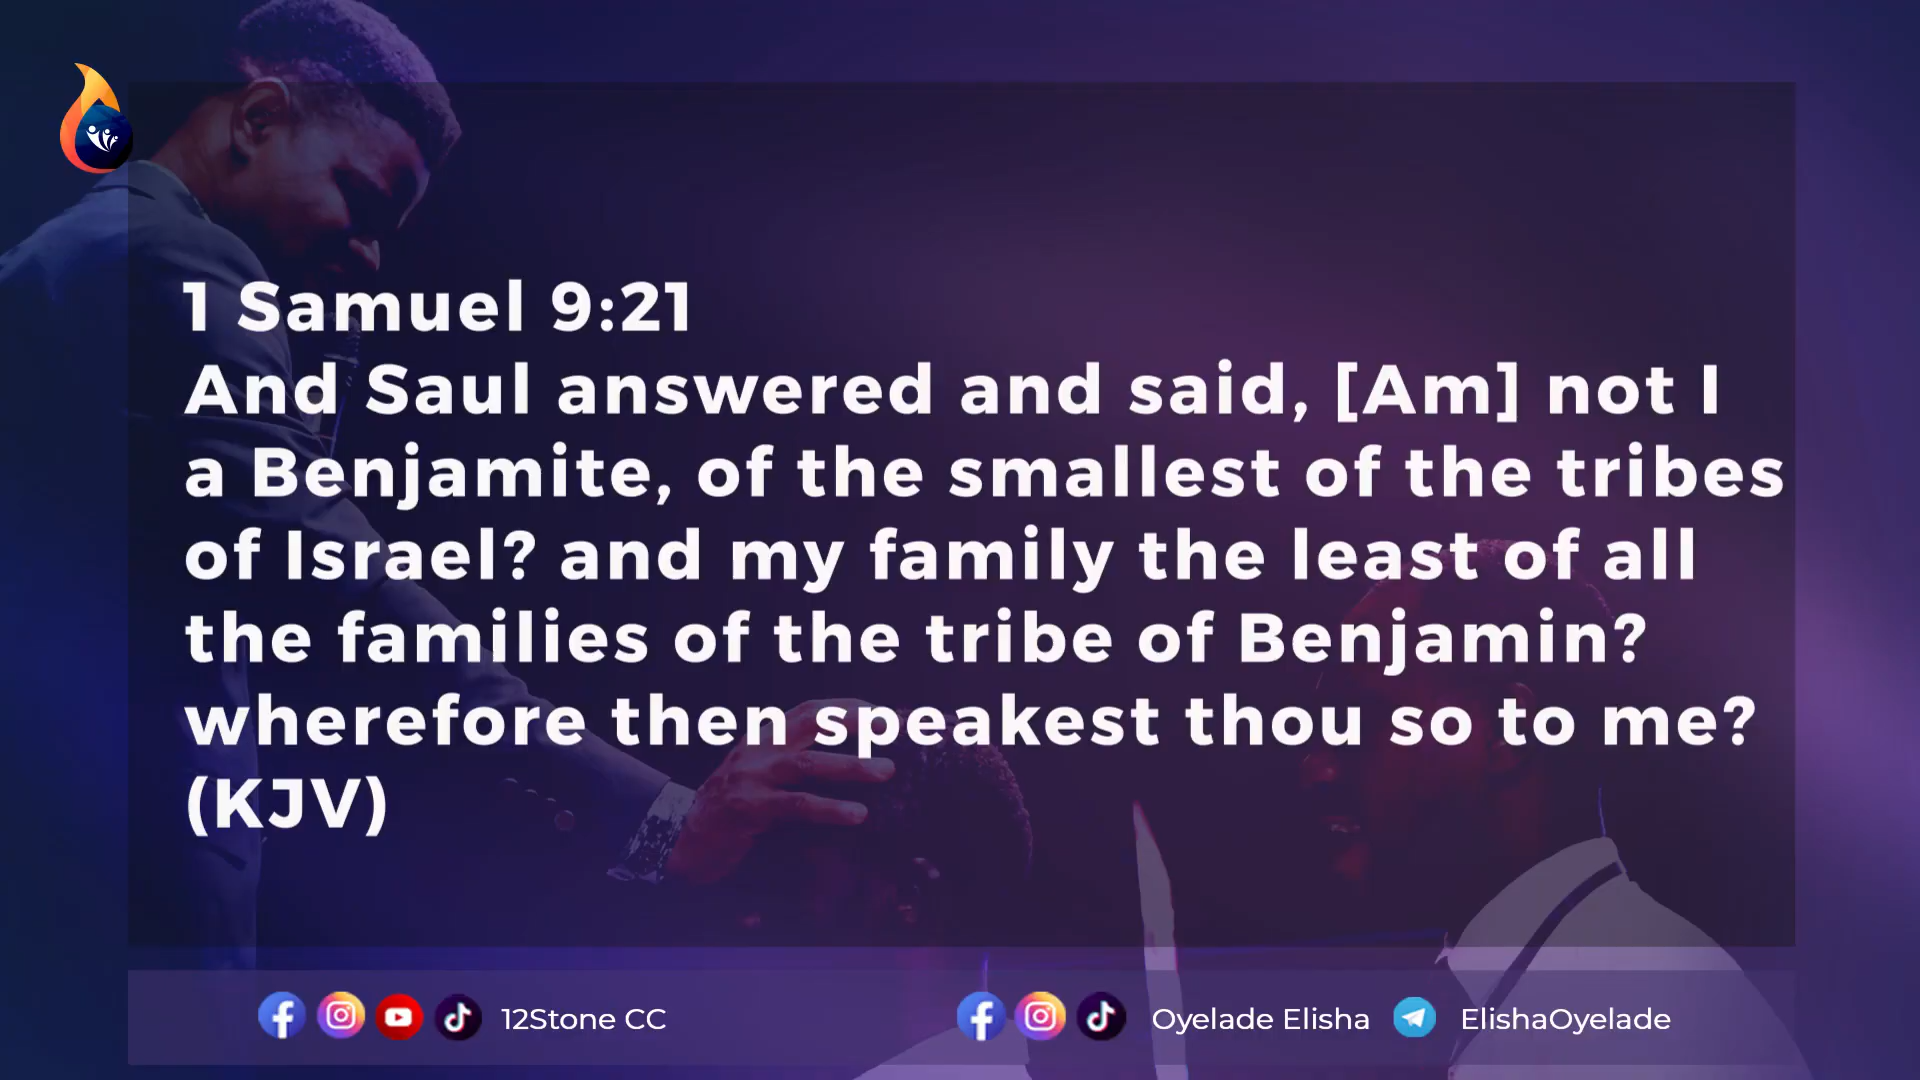 1 Samuel 9:21
And Saul answered and said, [Am] not I
a Benjamite, of the smallest of the tribes
of Israel? and my family the least of all
the families of the tribe of Benjamin?
wherefore then speakest thou so to me?
(KJV)
12Stone CC
Oyelade Elisha
ElishaOyelade